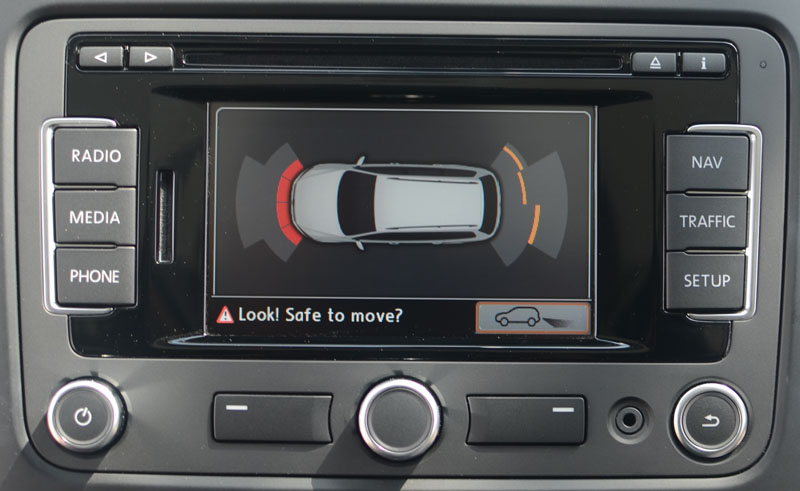 i
RADIO
MEDIA
PHONE
NAV
TRAFFIC
SETUP
Look! Safe to move?